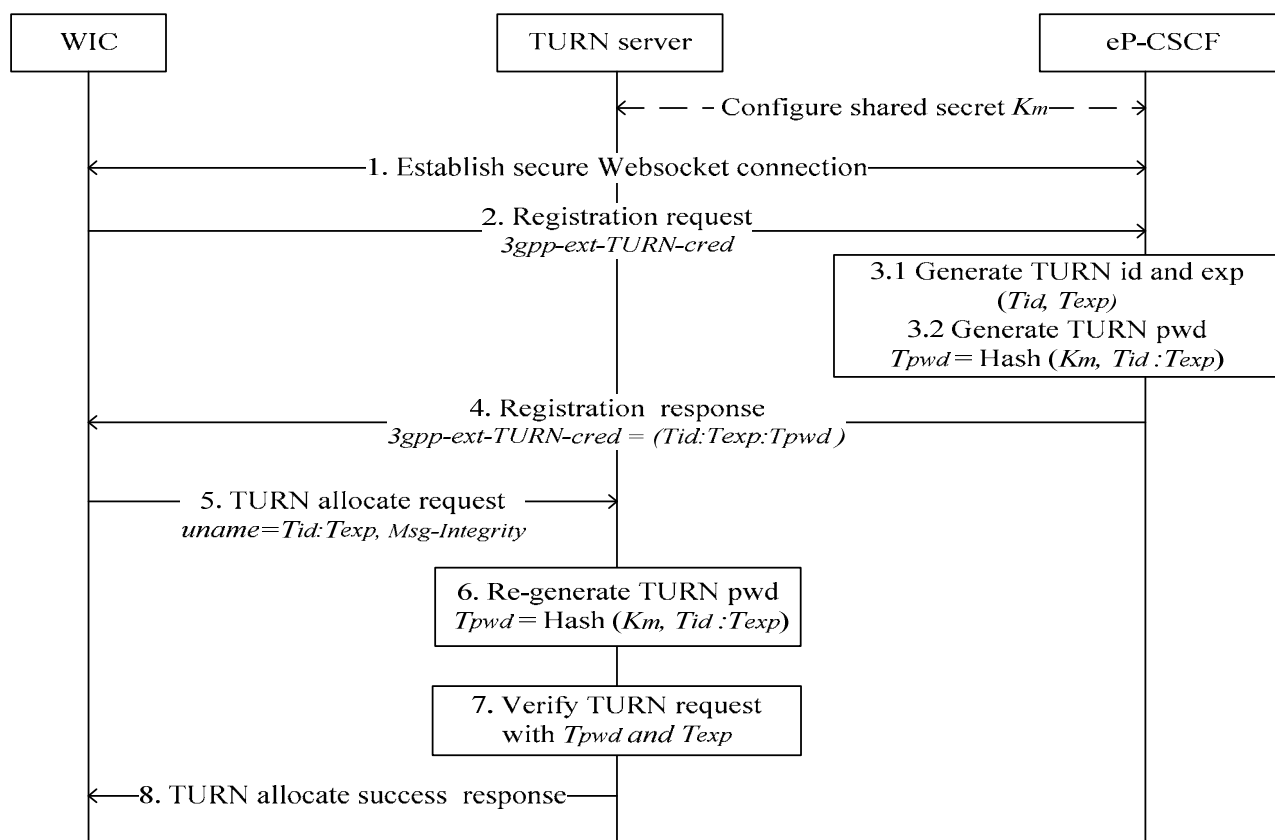 WIC
TURN server
eP-CSCF
Configure shared secret Km
1. Establish secure Websocket connection
2. Registration request
3gpp-ext-TURN-cred
3.1 Generate TURN id and exp
(Tid, Texp)
3.2 Generate TURN pwd
Tpwd = Hash (Km, Tid :Texp)
4. Registration  response
3gpp-ext-TURN-cred = (Tid:Texp:Tpwd )
5. TURN allocate request
uname=Tid:Texp, Msg-Integrity
6. Re-generate TURN pwd
Tpwd = Hash (Km, Tid :Texp)
7. Verify TURN request
with Tpwd and Texp
8. TURN allocate success  response